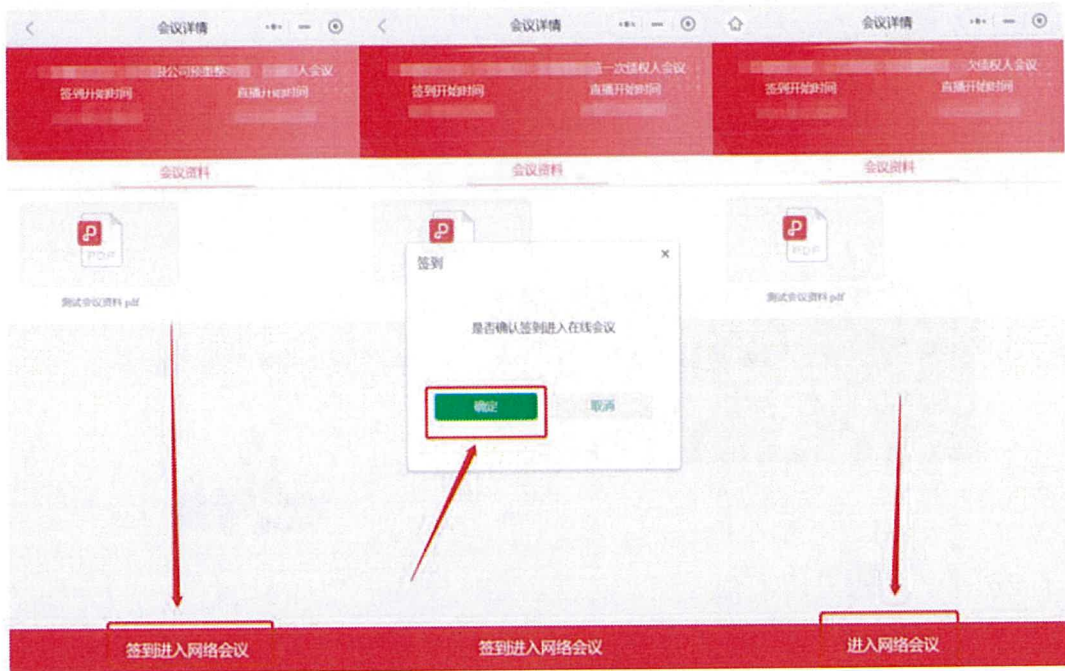 会议详情
人会议
签到开始时间
直播开始时间
会议资料
PDF
测试会议资料.pdf
签到进入网络会议
会议详情
一次债权人会议
签到开始时间
直播开始时间
会议资料
签到
×
是否确认签到进入在线会议
确定
取消
签到进入网络会议
会议详情
次债权人会议
签到开始时间
直播开始时间
会议资料
PDF
测试会议资料.pdf
进入网络会议